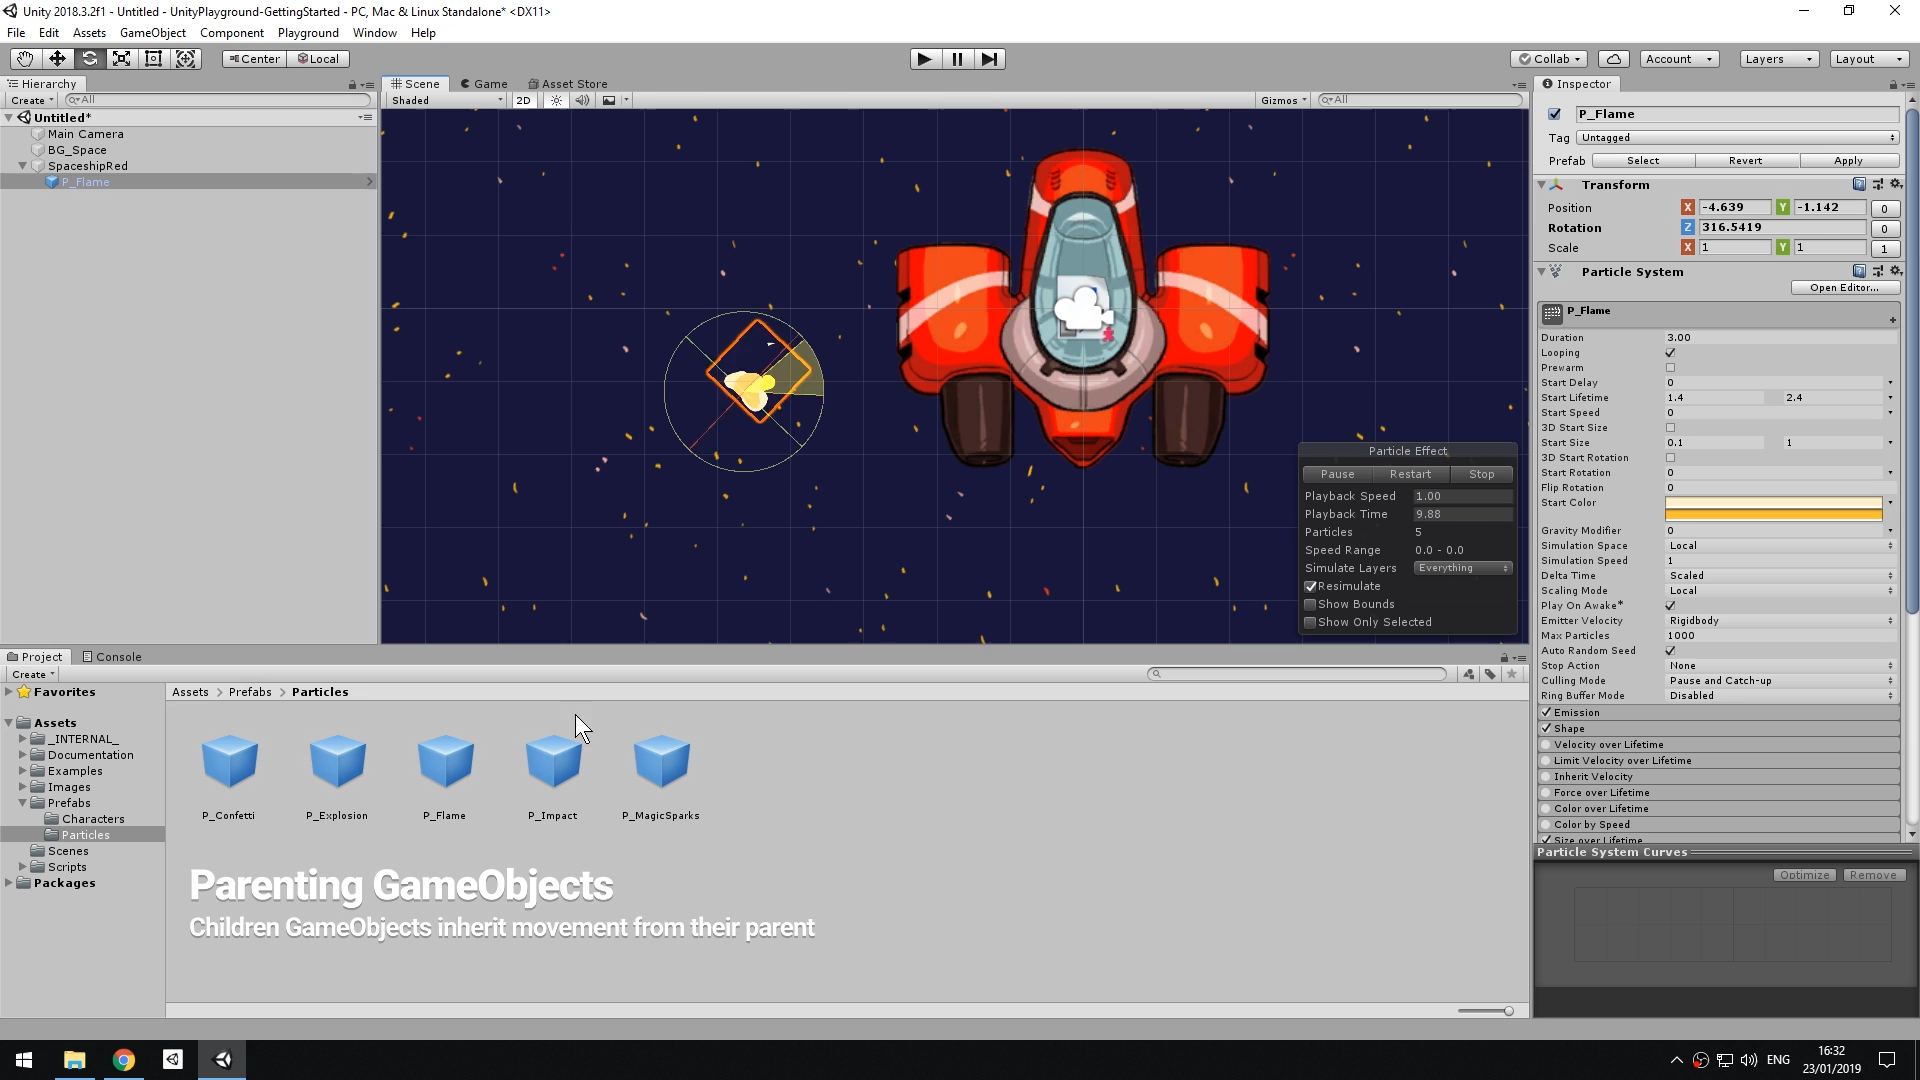 Unity 2018.3.2f1 - Untitled - UnityPlayground-GettingStarted - PC, Mac & Linux Standalone* <DX11>
File Edit Assets GameObject Component Playground Window Help
Center Local
Collab Account Layers Layout
Hierarchy
Create All
Untitled*
Main Camera
BG_Space
SpaceshipRed
P_Flame
Scene Game Asset Store
Shaded 2D Gizmos All
Particle Effect
Pause Restart Stop
Playback Speed 1.00
Playback Time 9.88
Particles 5
Speed Range 0.0 - 0.0
Simulate Layers Everything
Resimulate
Show Bounds
Show Only Selected
Inspector
P_Flame
Tag Untagged
Prefab Select Revert Apply
Transform
Position X -4.639 Y -1.142 0
Rotation Z 316.5419 0
Scale X 1 Y 1 1
Particle System
Open Editor...
P_Flame
Duration 3.00
Looping
Prewarm
Start Delay 0
Start Lifetime 1.4 2.4
Start Speed 0
3D Start Size
Start Size 0.1 1
3D Start Rotation
Start Rotation 0
Flip Rotation 0
Start Color
Gravity Modifier 0
Simulation Space Local
Simulation Speed 1
Delta Time Scaled
Scaling Mode Local
Play On Awake*
Emitter Velocity Rigidbody
Max Particles 1000
Auto Random Seed
Stop Action None
Culling Mode Pause and Catch-up
Ring Buffer Mode Disabled
Emission
Shape
Velocity over Lifetime
Limit Velocity over Lifetime
Inherit Velocity
Force over Lifetime
Color over Lifetime
Color by Speed
Size over Lifetime
Particle System Curves
Optimize Remove
Project Console
Create
Favorites
Assets
_INTERNAL_
Documentation
Examples
Images
Prefabs
Characters
Particles
Scenes
Scripts
Packages
Assets > Prefabs > Particles
P_Confetti P_Explosion P_Flame P_Impact P_MagicSparks
Parenting GameObjects
Children GameObjects inherit movement from their parent
ENG
16:32
23/01/2019